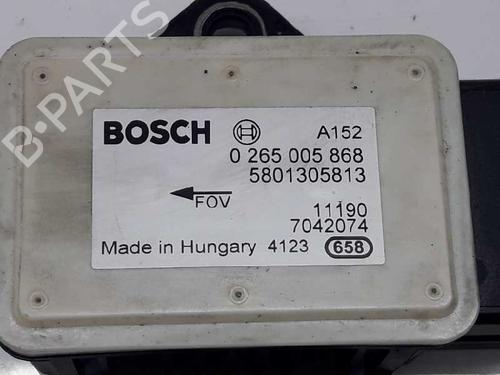 B-PARTS
BOSCH A152
0 265 005 868
5801305813
FOV
11190
7042074
Made in Hungary 4123 658